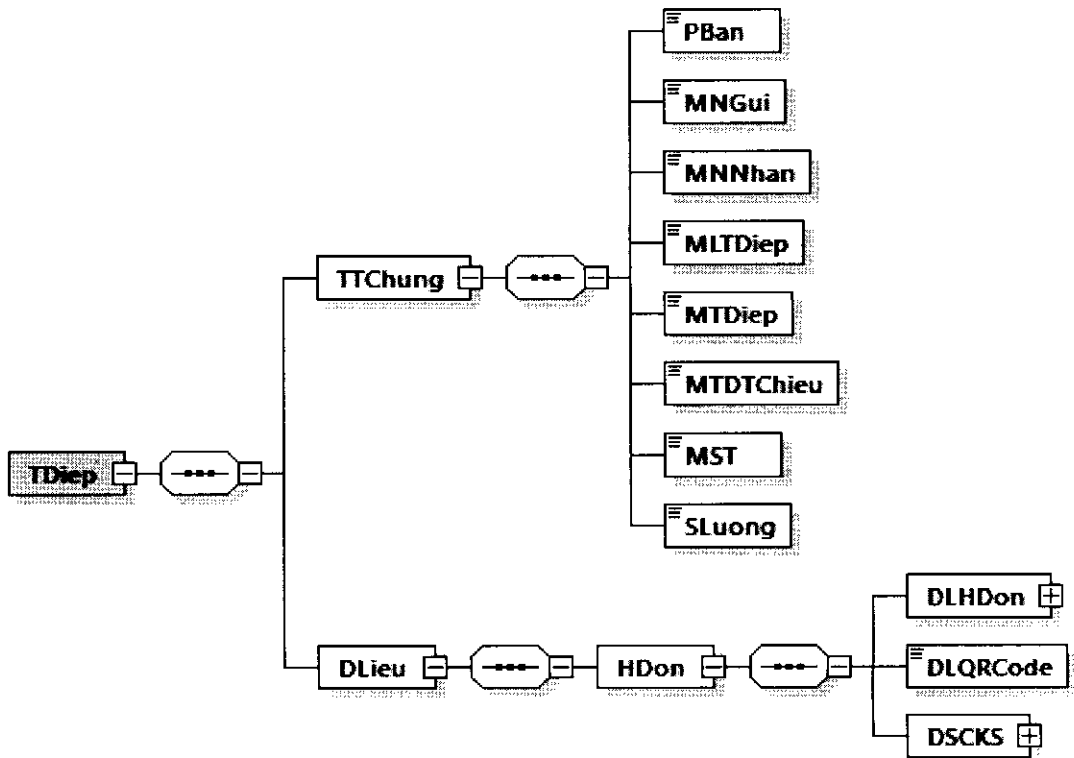 PBan
MNGui
MNNhan
MLTDiep
TTChung
MTDiep
MTDTChieu
MST
TDiep
SLuong
DLHDon
DLieu
HDon
DLQRCode
DSCKS